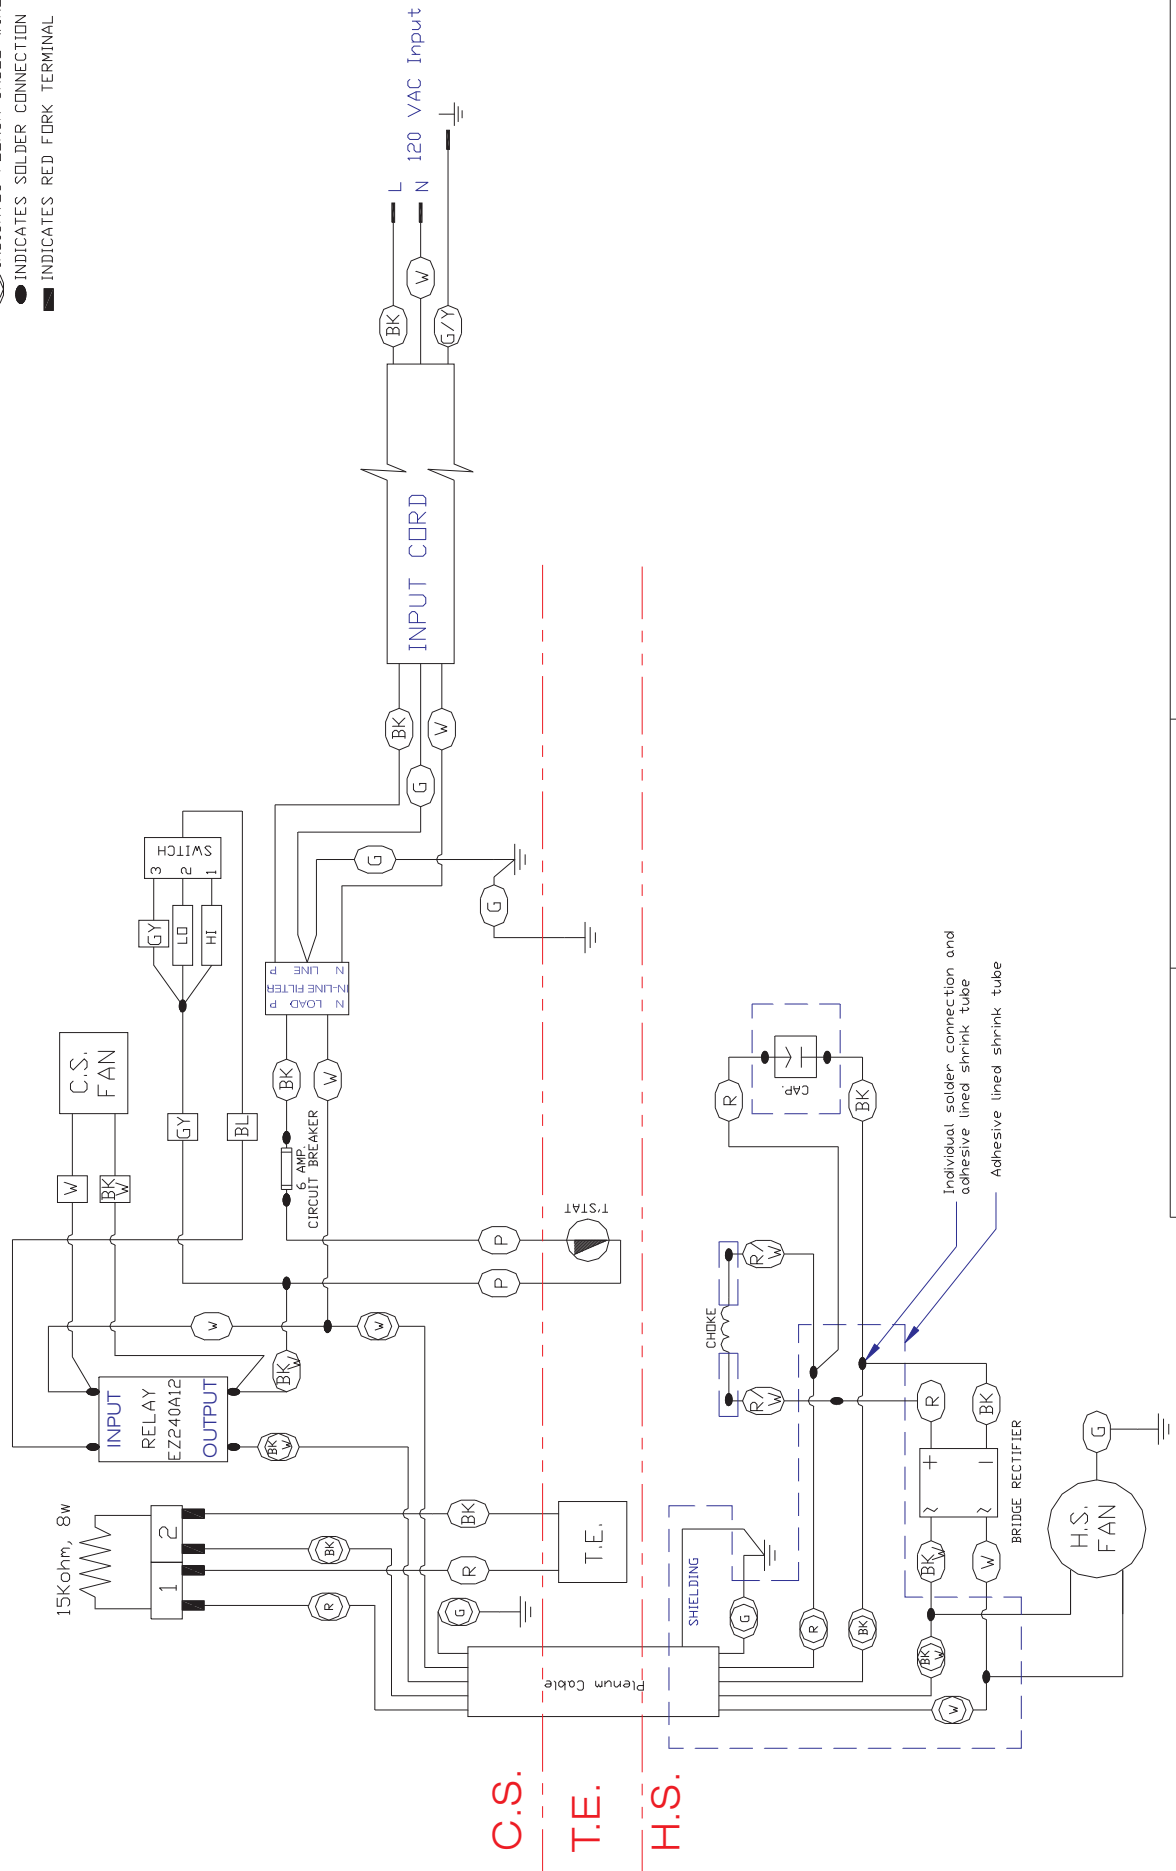 INDICATES SOLDER CONNECTION
INDICATES RED FORK TERMINAL
15Kohm, 8w
1
2
R
BK
R
BK
INPUT
RELAY
EZ240A12
OUTPUT
BK
W
W
BK
W
W
W
BK
W
C.S.
FAN
GY
BL
GY
LO
HI
3
2
1
SWITCH
6 AMP.
CIRCUIT BREAKER
BK
W
P LOAD N
IN-LINE FILTER
P LINE N
G
G
BK
G
W
INPUT CORD
BK
W
G/Y
L
N
120 VAC Input
P
P
T'STAT
T.E.
G
Plenum Cable
C.S.
T.E.
H.S.
SHIELDING
G
R
BK
BK
W
W
CHOKE
R/W
R/W
R
CAP.
BK
R
BK
+
-
~
~
BRIDGE RECTIFIER
BK
W
W
H.S.
FAN
G
Individual solder connection and
adhesive lined shrink tube
Adhesive lined shrink tube